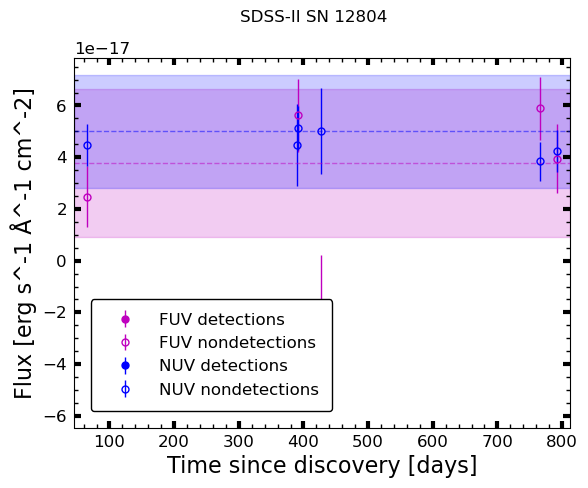 SDSS-II SN 12804
1e−17
Flux [erg s^-1 Å^-1 cm^-2]
6
4
2
0
−2
−4
−6
FUV detections
FUV nondetections
NUV detections
NUV nondetections
100 200 300 400 500 600 700 800
Time since discovery [days]